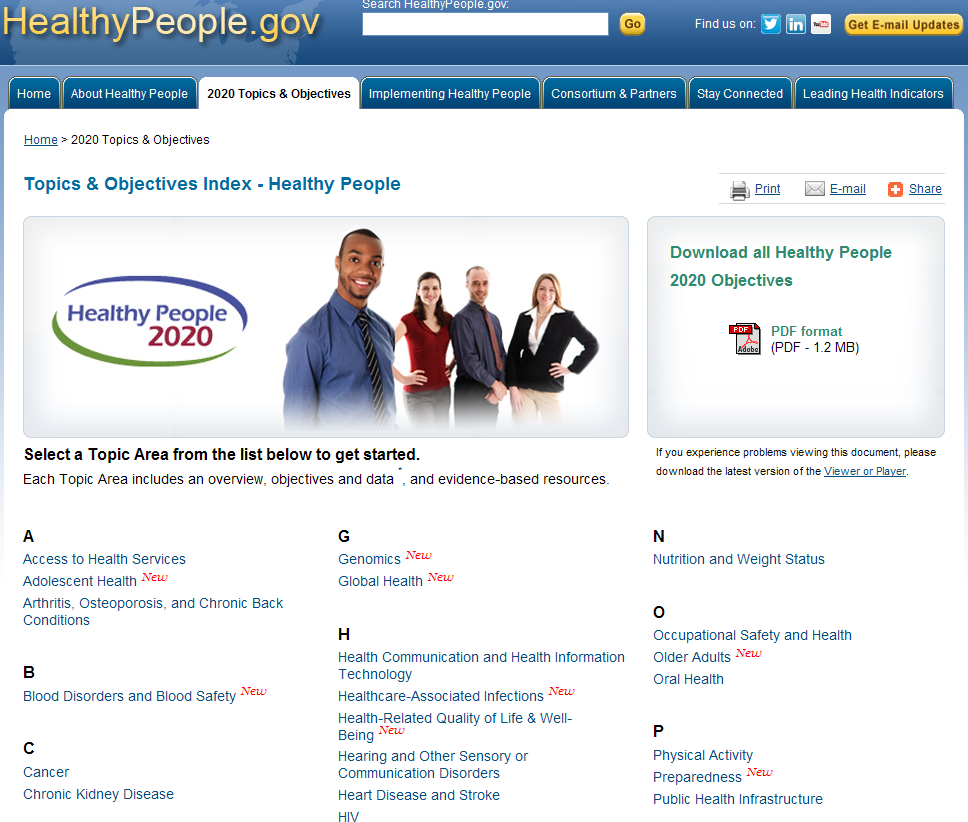 HealthyPeople.gov
Search HealthyPeople.gov:
Go
Find us on:
You Tube
Get E-mail Updates
Home
About Healthy People
2020 Topics & Objectives
Implementing Healthy People
Consortium & Partners
Stay Connected
Leading Health Indicators
Home > 2020 Topics & Objectives
Topics & Objectives Index - Healthy People
Print
E-mail
Share
Healthy People
2020
Download all Healthy People
2020 Objectives
PDF
Adobe
PDF format
(PDF - 1.2 MB)
Select a Topic Area from the list below to get started.
Each Topic Area includes an overview, objectives and data *, and evidence-based resources.
If you experience problems viewing this document, please
download the latest version of the Viewer or Player.
A
Access to Health Services
Adolescent Health New
Arthritis, Osteoporosis, and Chronic Back
Conditions
B
Blood Disorders and Blood Safety New
C
Cancer
Chronic Kidney Disease
G
Genomics New
Global Health New
H
Health Communication and Health Information
Technology
Healthcare-Associated Infections New
Health-Related Quality of Life & Well-
Being New
Hearing and Other Sensory or
Communication Disorders
Heart Disease and Stroke
HIV
N
Nutrition and Weight Status
O
Occupational Safety and Health
Older Adults New
Oral Health
P
Physical Activity
Preparedness New
Public Health Infrastructure